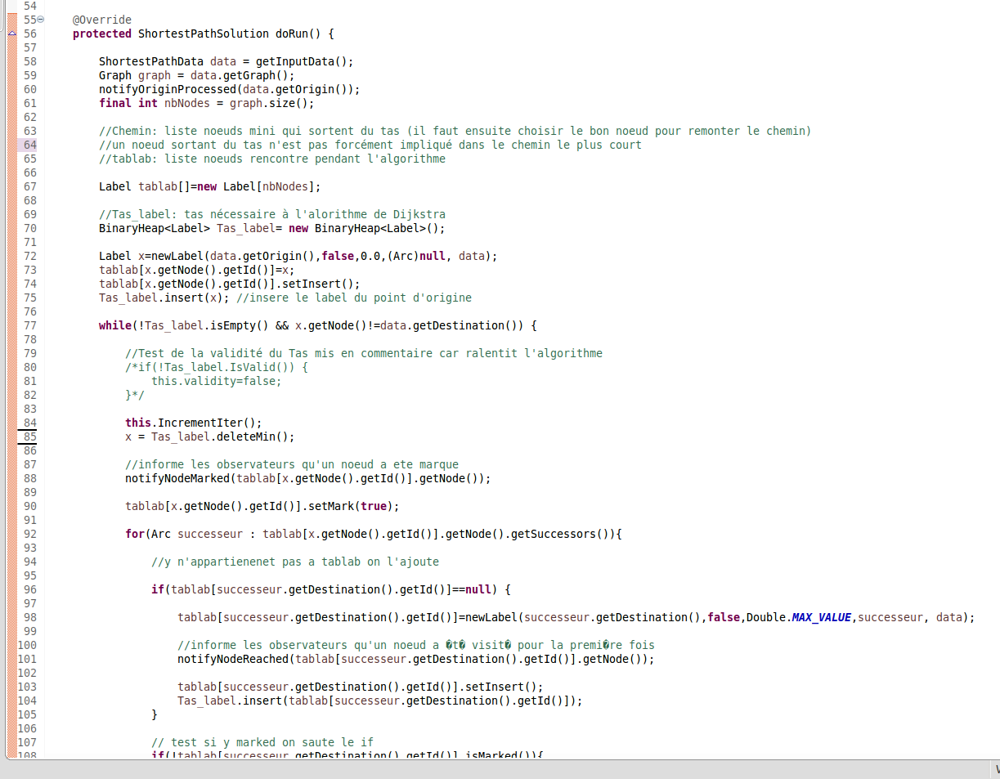 54
55 @Override
56 protected ShortestPathSolution doRun() {
57
58 ShortestPathData data = getInputData();
59 Graph graph = data.getGraph();
60 notifyOriginProcessed(data.getOrigin());
61 final int nbNodes = graph.size();
62
63 //Chemin: liste noeuds mini qui sortent du tas (il faut ensuite choisir le bon noeud pour remonter le chemin)
64 //un noeud sortant du tas n'est pas forcément impliqué dans le chemin le plus court
65 //tablab: liste noeuds rencontre pendant l'algorithme
66
67 Label tablab[]=new Label[nbNodes];
68
69 //Tas_label: tas nécessaire à l'alorithme de Dijkstra
70 BinaryHeap<Label> Tas_label= new BinaryHeap<Label>();
71
72 Label x=newLabel(data.getOrigin(),false,0.0,(Arc)null, data);
73 tablab[x.getNode().getId()]=x;
74 tablab[x.getNode().getId()].setInsert();
75 Tas_label.insert(x); //insere le label du point d'origine
76
77 while(!Tas_label.isEmpty() && x.getNode()!=data.getDestination()) {
78
79 //Test de la validité du Tas mis en commentaire car ralentit l'algorithme
80 /*if(!Tas_label.IsValid()) {
81 this.validity=false;
82 }*/
83
84 this.IncrementIter();
85 x = Tas_label.deleteMin();
86
87 //informe les observateurs qu'un noeud a ete marque
88 notifyNodeMarked(tablab[x.getNode().getId()].getNode());
89
90 tablab[x.getNode().getId()].setMark(true);
91
92 for(Arc successeur : tablab[x.getNode().getId()].getNode().getSuccessors()){
93
94 //y n'appartienenet pas a tablab on l'ajoute
95
96 if(tablab[successeur.getDestination().getId()]==null) {
97
98 tablab[successeur.getDestination().getId()]=newLabel(successeur.getDestination(),false,Double.MAX_VALUE,successeur, data);
99
100 //informe les observateurs qu'un noeud a �t� visit� pour la premi�re fois
101 notifyNodeReached(tablab[successeur.getDestination().getId()].getNode());
102
103 tablab[successeur.getDestination().getId()].setInsert();
104 Tas_label.insert(tablab[successeur.getDestination().getId()]);
105 }
106
107 // test si y marked on saute le if
108 if(!tablab[successeur.getDestination().getId()].isMarked()){